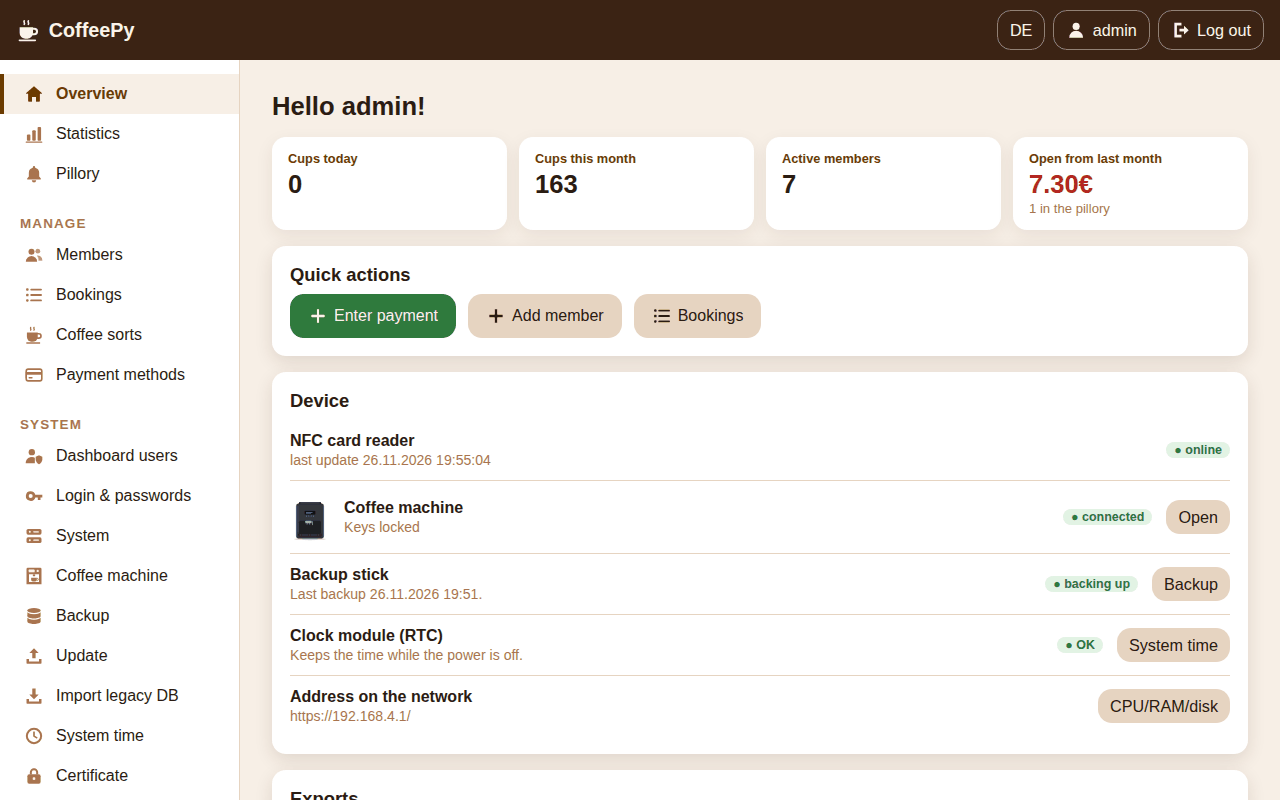 CoffeePy
DE
admin
Log out
Overview
Statistics
Pillory
MANAGE
Members
Bookings
Coffee sorts
Payment methods
SYSTEM
Dashboard users
Login & passwords
System
Coffee machine
Backup
Update
Import legacy DB
System time
Certificate
Hello admin!
Cups today
0
Cups this month
163
Active members
7
Open from last month
7.30€
1 in the pillory
Quick actions
Enter payment
Add member
Bookings
Device
NFC card reader
last update 26.11.2026 19:55:04
● online
Coffee machine
Keys locked
● connected
Open
Backup stick
Last backup 26.11.2026 19:51.
● backing up
Backup
Clock module (RTC)
Keeps the time while the power is off.
● OK
System time
Address on the network
https://192.168.4.1/
CPU/RAM/disk
Exports